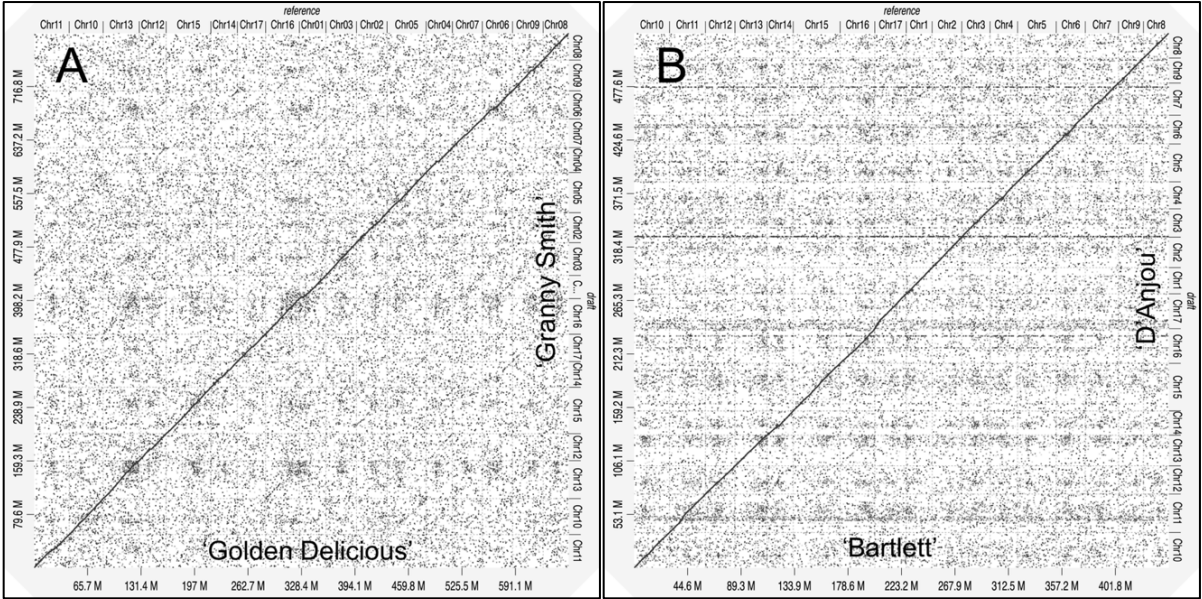 reference
Chr11 | Chr10 | Chr13 | Chr12 | Chr15 | Chr14 | Chr17 | Chr16 | Chr01 | Chr03 | Chr02 | Chr05 | Chr04 | Chr07 | Chr06 | Chr09 | Chr08
A
716.8 M
637.2 M
557.5 M
477.9 M
398.2 M
318.6 M
238.9 M
159.3 M
79.6 M
Chr08 | Chr09 | Chr06 | Chr07 | Chr04 | Chr05 | Chr02 | Chr03 | C... | Chr16 | Chr17 | Chr14 | Chr15 | Chr12 | Chr13 | Chr10 | Chr11
draft
'Granny Smith'
'Golden Delicious'
65.7 M 131.4 M 197 M 262.7 M 328.4 M 394.1 M 459.8 M 525.5 M 591.1 M
reference
Chr10 | Chr11 | Chr12 | Chr13 | Chr14 | Chr15 | Chr16 | Chr17 | Chr1 | Chr2 | Chr3 | Chr4 | Chr5 | Chr6 | Chr7 | Chr9 | Chr8
B
477.6 M
424.6 M
371.5 M
318.4 M
265.3 M
212.3 M
159.2 M
106.1 M
53.1 M
Chr8 | Chr9 | Chr7 | Chr6 | Chr5 | Chr4 | Chr3 | Chr2 | Chr1 | Chr17 | Chr16 | Chr15 | Chr14 | Chr13 | Chr12 | Chr11 | Chr10
draft
'D'Anjou'
'Bartlett'
44.6 M 89.3 M 133.9 M 178.6 M 223.2 M 267.9 M 312.5 M 357.2 M 401.8 M